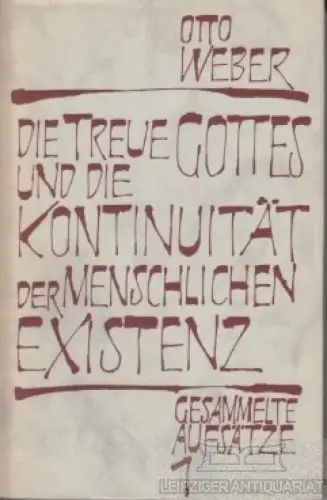 OTTO
WEBER
DIE TREUE GOTTES
UND DIE
KONTINUITÄT
DER MENSCHLICHEN
EXISTENZ
GESAMMELTE
AUFSÄTZE
1
LEIPZIGER ANTIQUARIAT